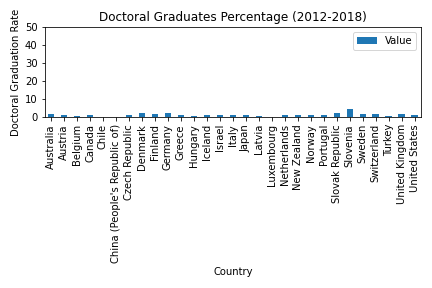 Doctoral Graduates Percentage (2012-2018)
Doctoral Graduation Rate
50
40
30
20
10
0
Value
Australia
Austria
Belgium
Canada
Chile
China (People's Republic of)
Czech Republic
Denmark
Finland
Germany
Greece
Hungary
Iceland
Israel
Italy
Japan
Latvia
Luxembourg
Netherlands
New Zealand
Norway
Portugal
Slovak Republic
Slovenia
Sweden
Switzerland
Turkey
United Kingdom
United States
Country